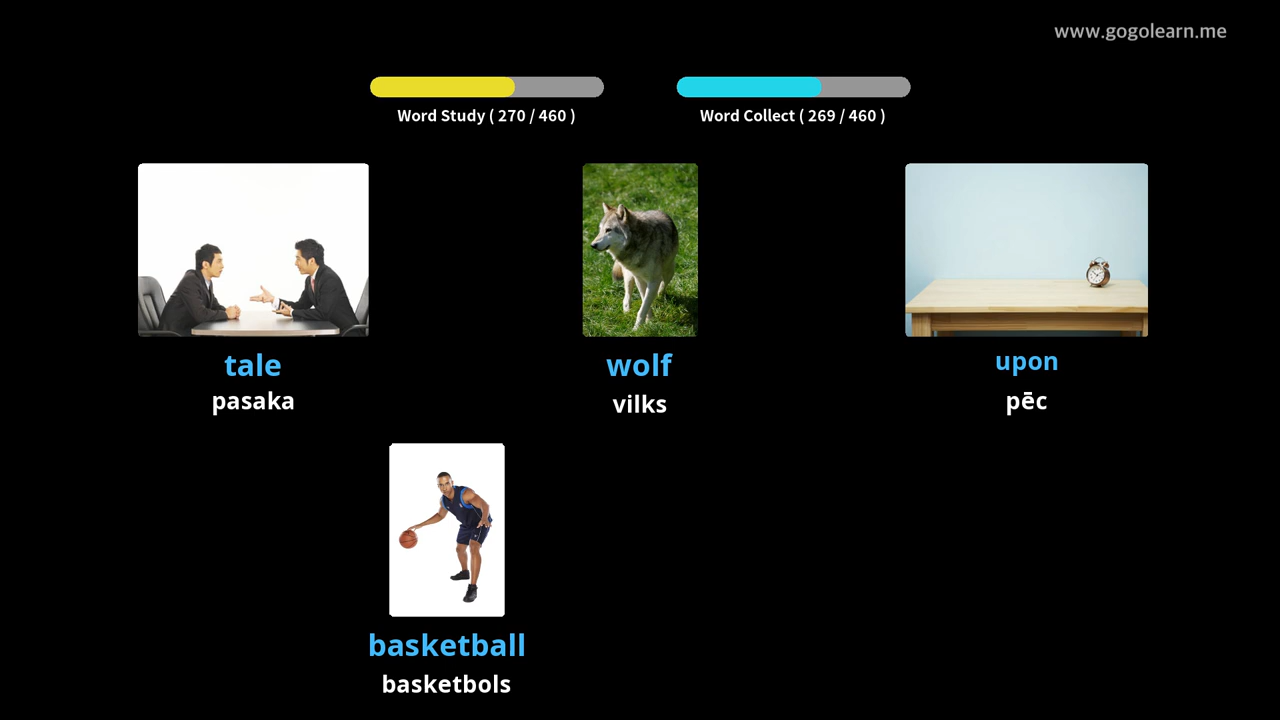 www.gogolearn.me
Word Study ( 270 / 460 )
Word Collect ( 269 / 460 )
tale
pasaka
wolf
vilks
upon
pēc
basketball
basketbols